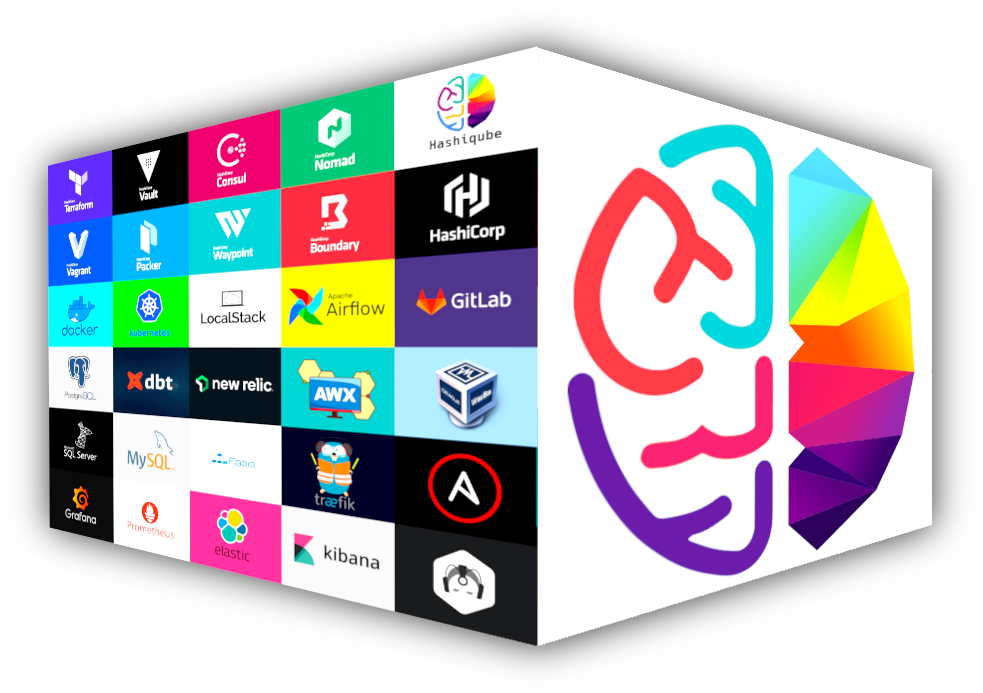 HashiCorp
Terraform
HashiCorp
Vault
HashiCorp
Consul
HashiCorp
Nomad
Hashiqube
HashiCorp
Vagrant
HashiCorp
Packer
HashiCorp
Waypoint
HashiCorp
Boundary
HashiCorp
docker
kubernetes
LocalStack
Apache
Airflow
GitLab
PostgreSQL
dbt
new relic
AWX
VirtualBox
Microsoft
SQL Server
MySQL
Fabio
træfik
Grafana
Prometheus
elastic
kibana